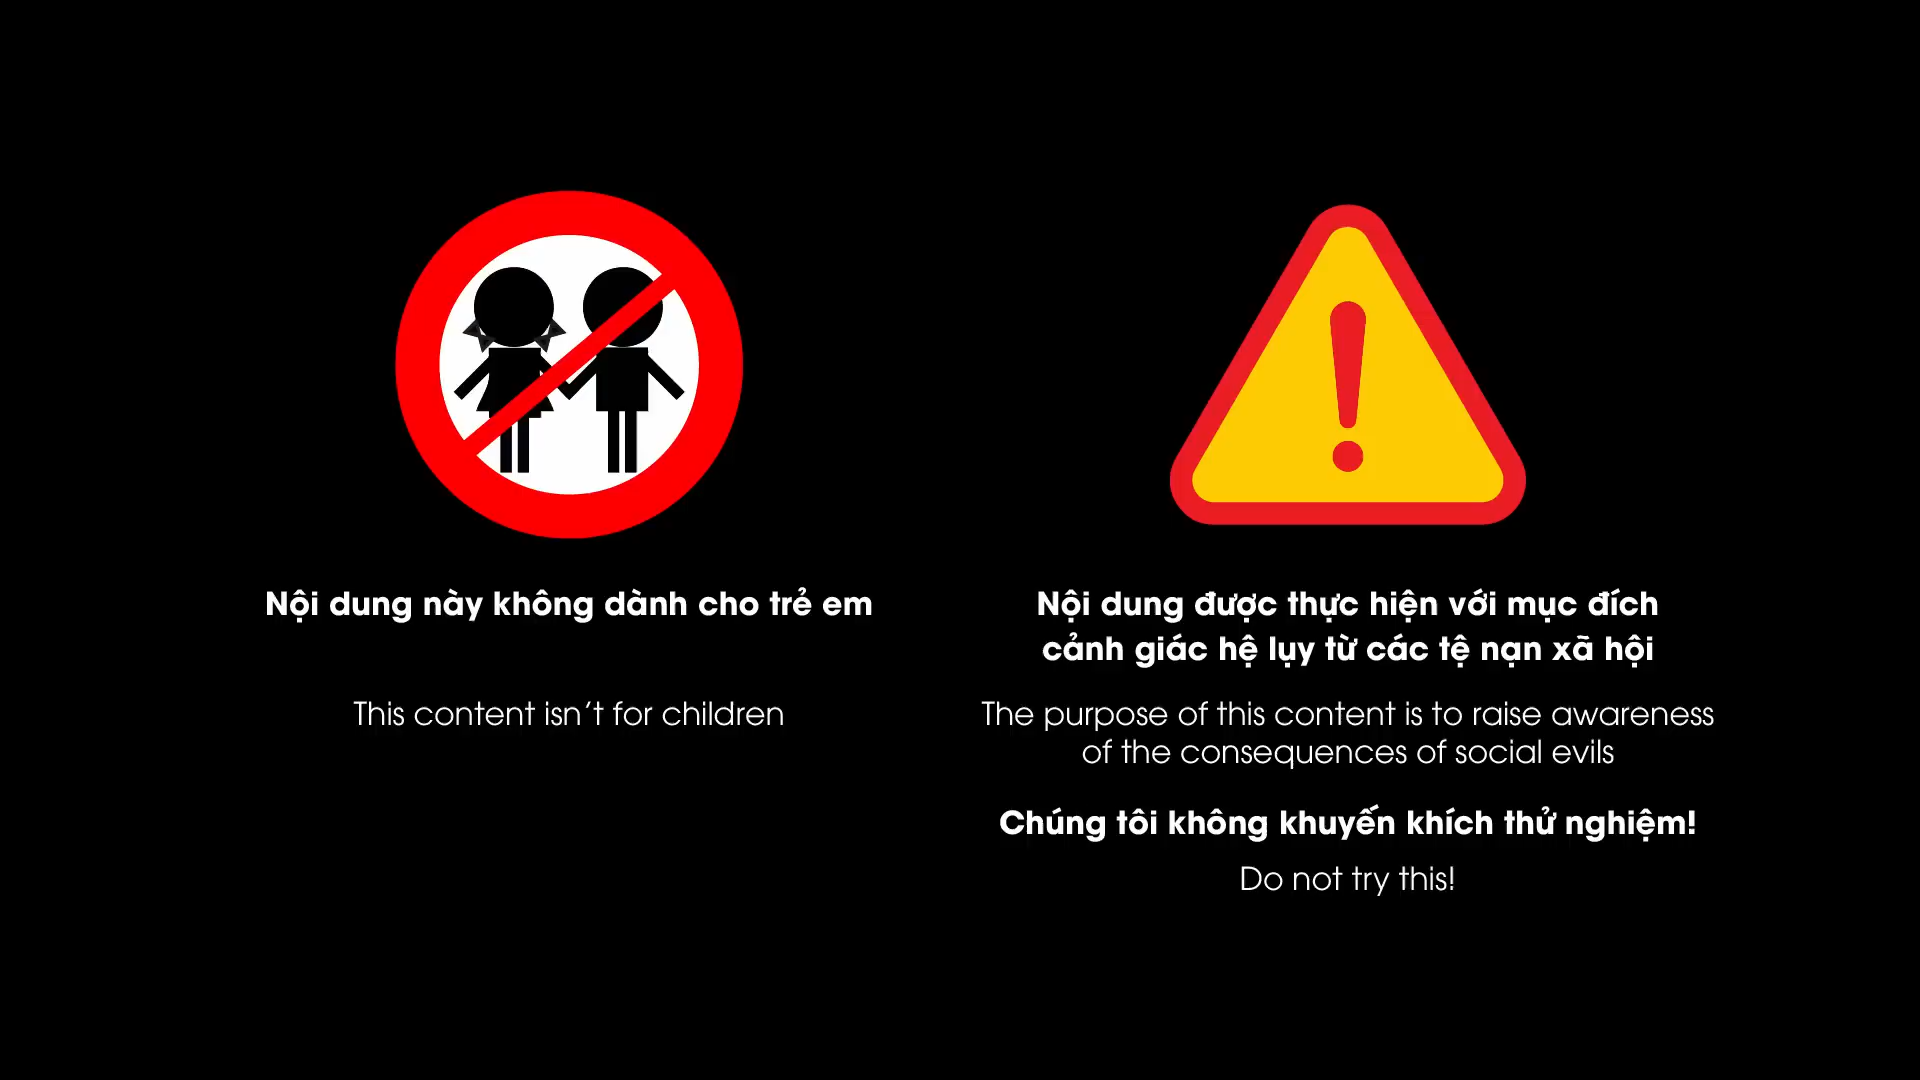 Nội dung này không dành cho trẻ em
This content isn't for children
Nội dung được thực hiện với mục đích
cảnh giác hệ lụy từ các tệ nạn xã hội
The purpose of this content is to raise awareness
of the consequences of social evils
Chúng tôi không khuyến khích thử nghiệm!
Do not try this!